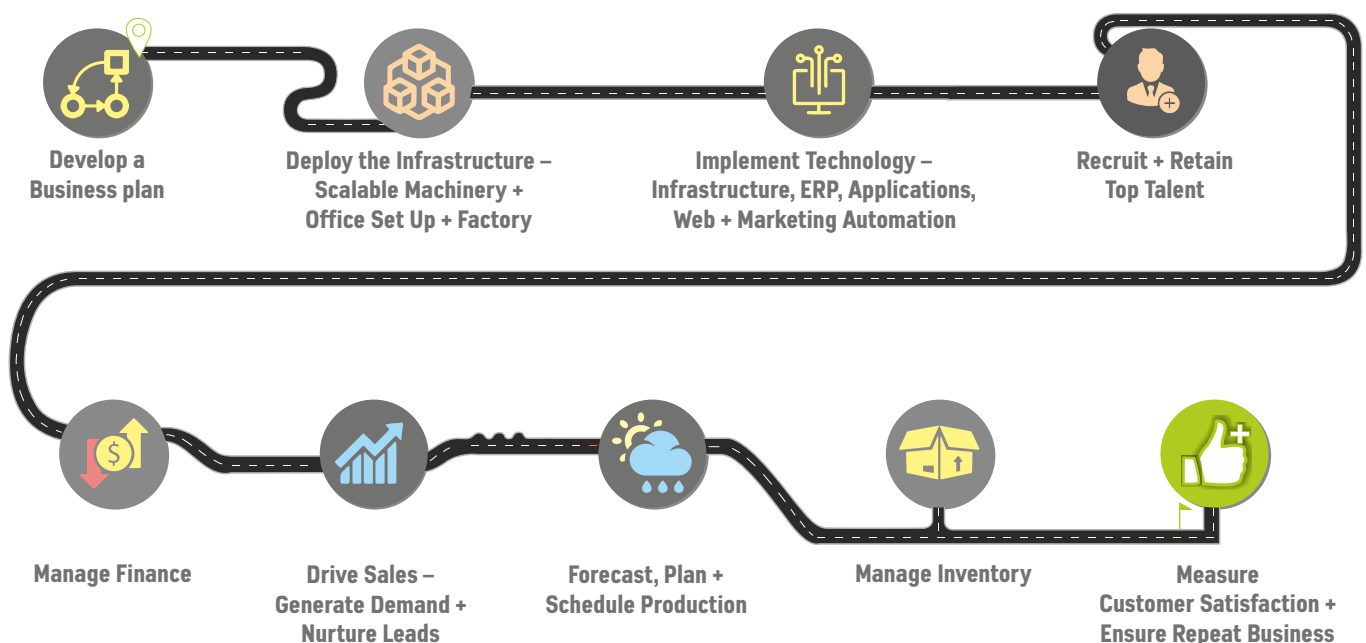 Develop a
Business plan
Deploy the Infrastructure –
Scalable Machinery +
Office Set Up + Factory
Implement Technology –
Infrastructure, ERP, Applications,
Web + Marketing Automation
Recruit + Retain
Top Talent
$
Manage Finance
Drive Sales –
Generate Demand +
Nurture Leads
Forecast, Plan +
Schedule Production
Manage Inventory
Measure
Customer Satisfaction +
Ensure Repeat Business